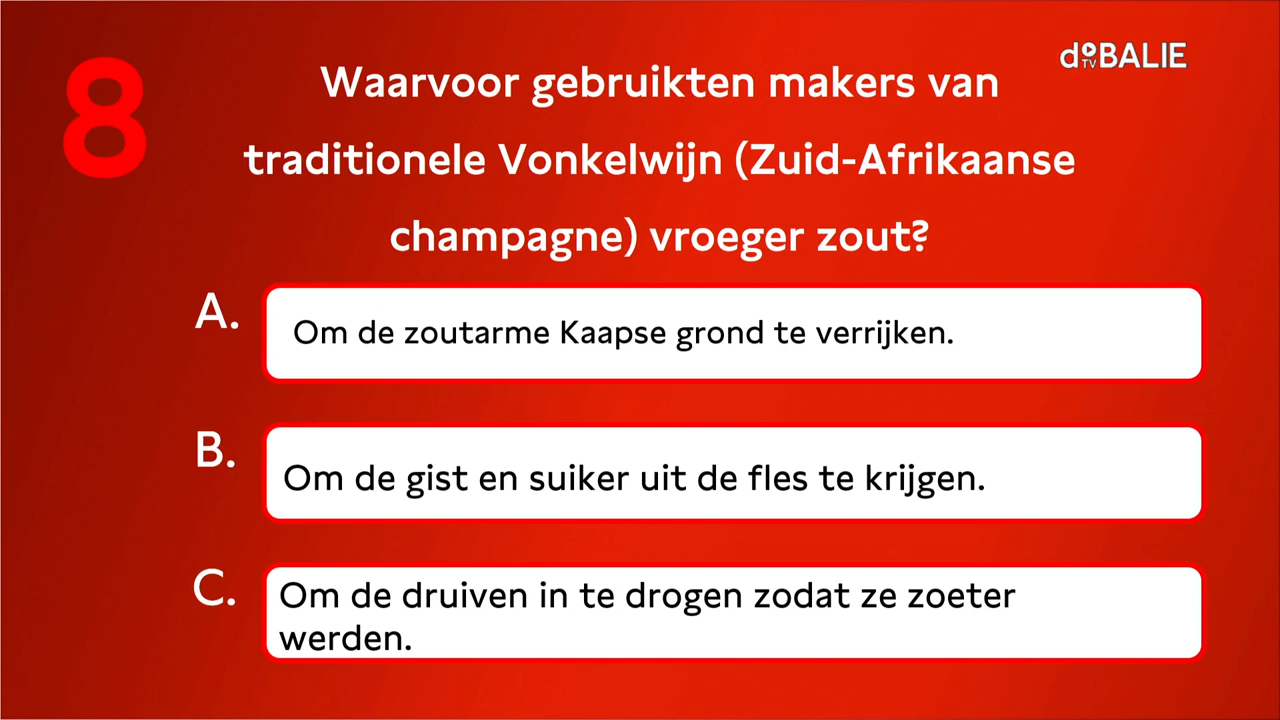 8
doBALIE
TV
Waarvoor gebruikten makers van
traditionele Vonkelwijn (Zuid-Afrikaanse
champagne) vroeger zout?
A. Om de zoutarme Kaapse grond te verrijken.
B. Om de gist en suiker uit de fles te krijgen.
C. Om de druiven in te drogen zodat ze zoeter
werden.